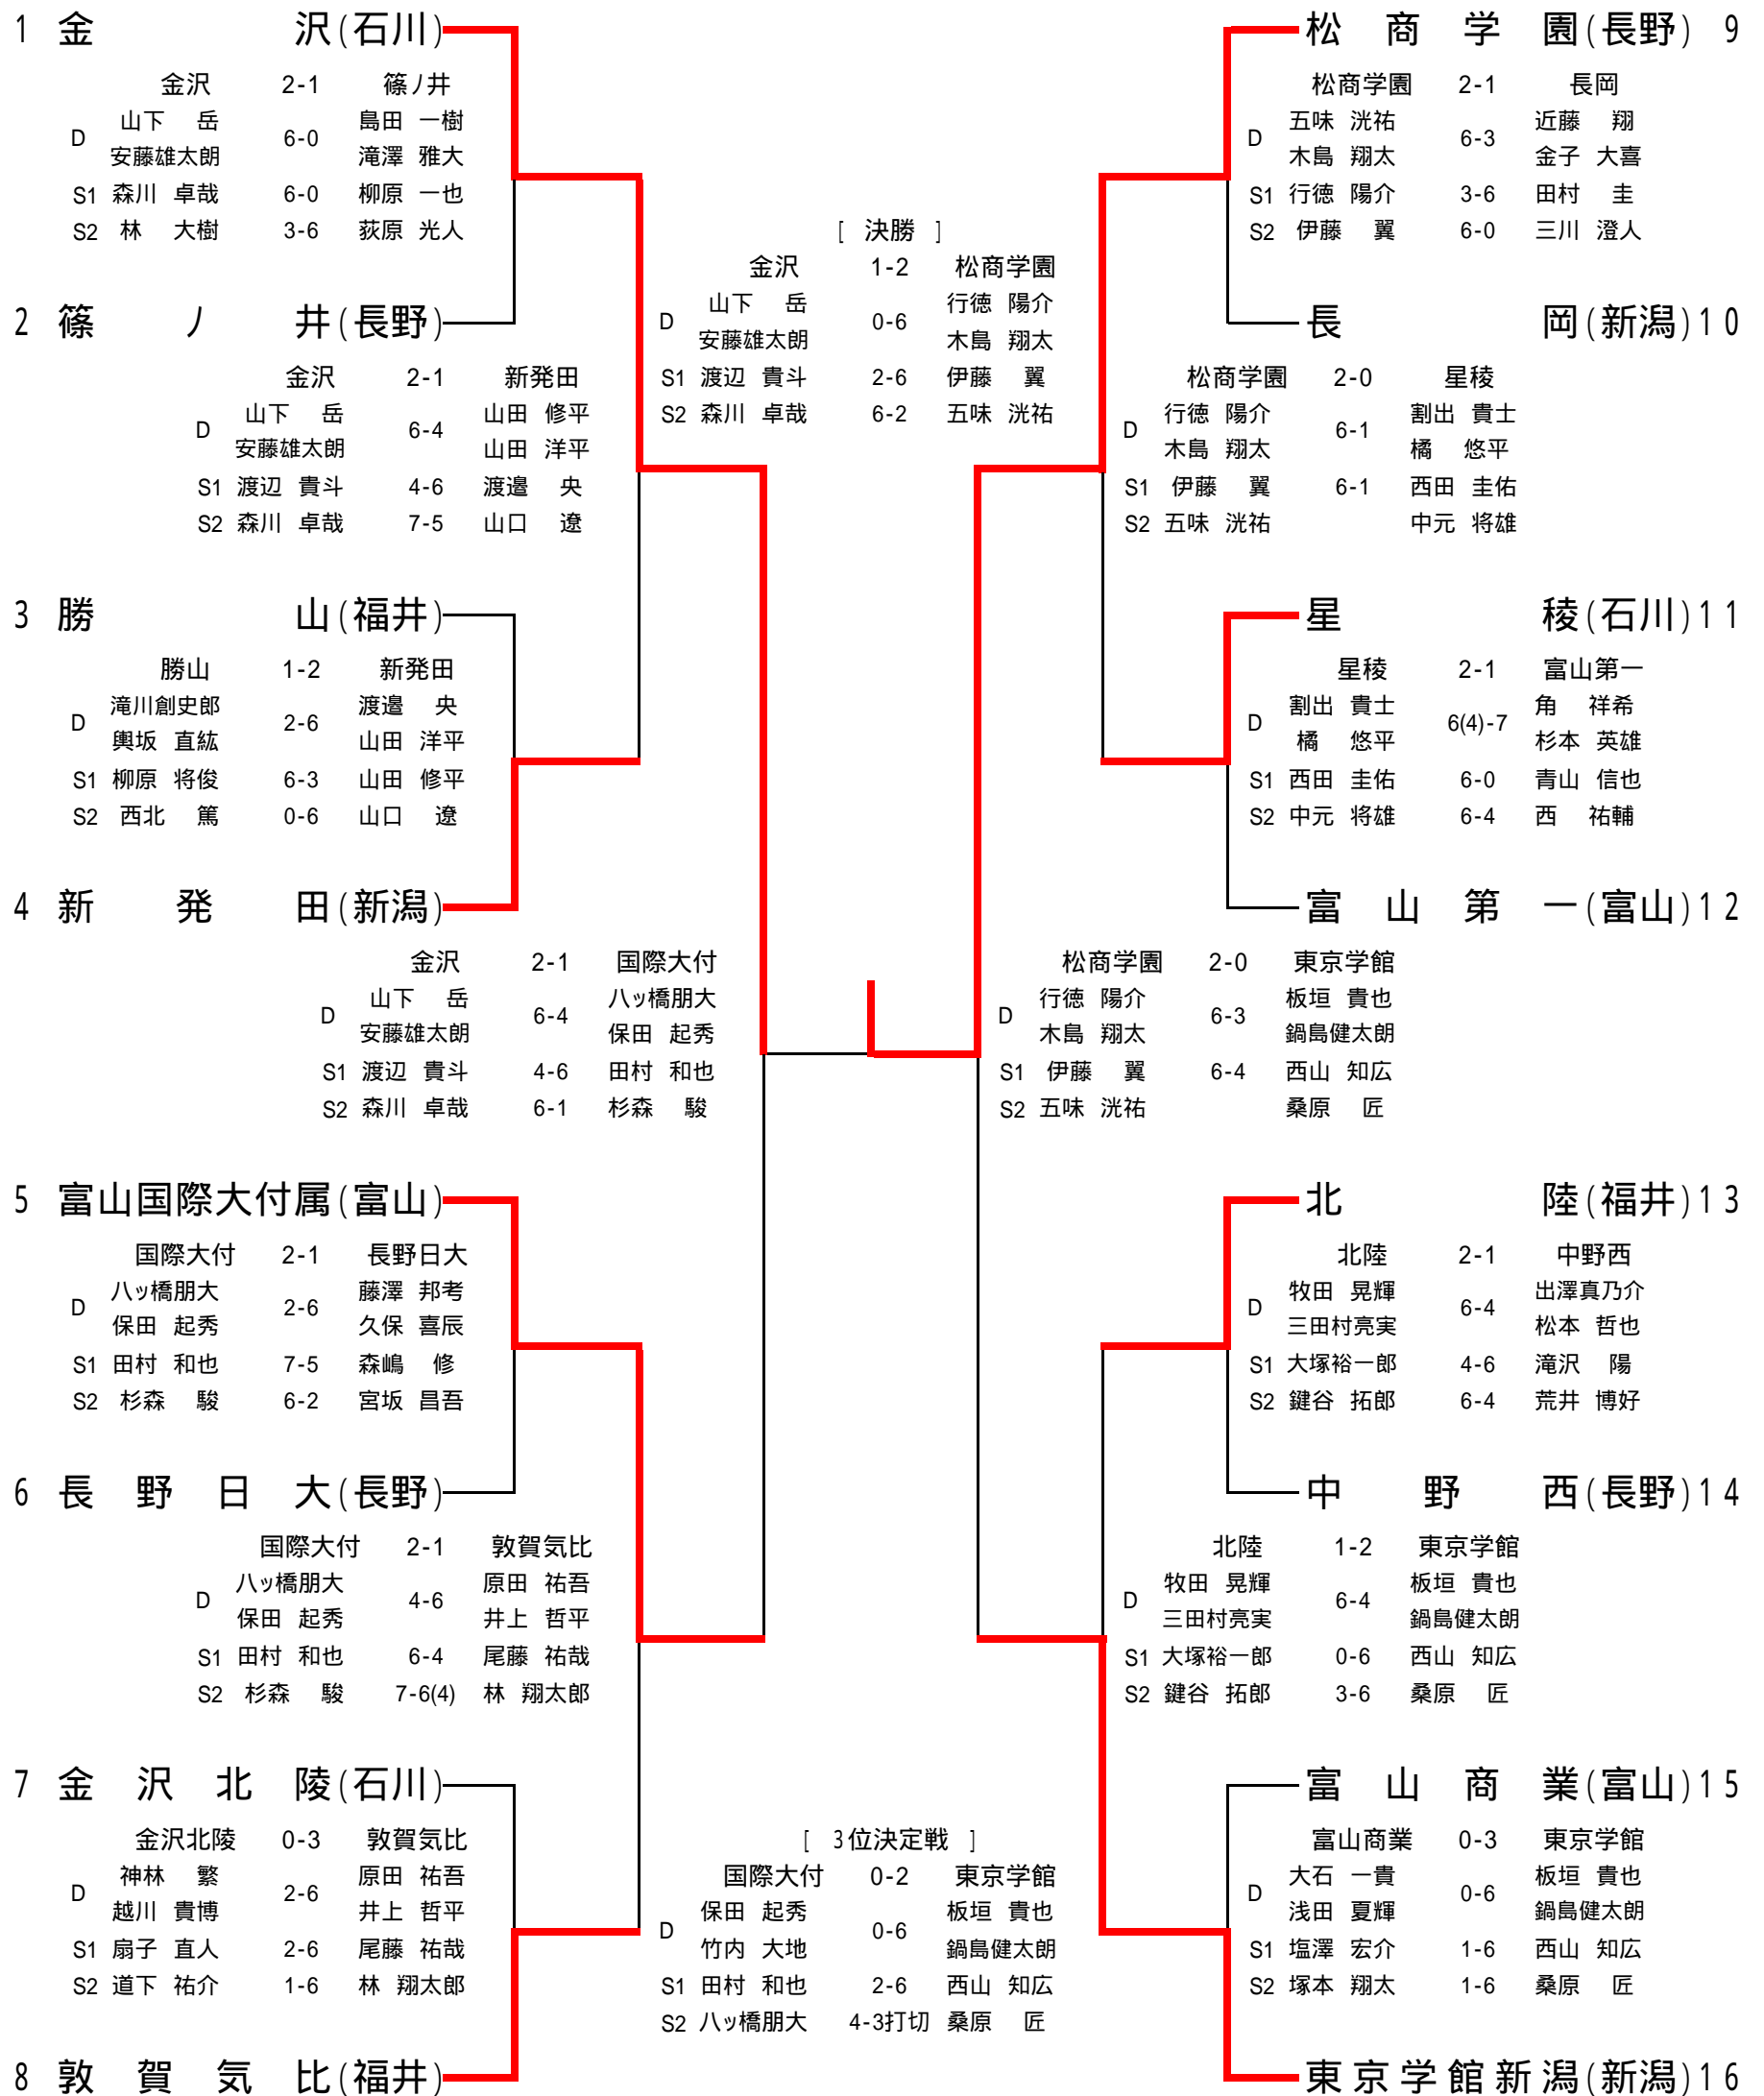 1 金沢(石川)
金沢 2-1 篠ノ井
D 山下 岳 安藤雄太朗 6-0 島田 一樹 滝澤 雅大
S1 森川 卓哉 6-0 柳原 一也
S2 林 大樹 3-6 荻原 光人
2 篠ノ井(長野)
金沢 2-1 新発田
D 山下 岳 安藤雄太朗 6-4 山田 修平 山田 洋平
S1 渡辺 貴斗 4-6 渡邉 央
S2 森川 卓哉 7-5 山口 遼
3 勝山(福井)
勝山 1-2 新発田
D 滝川創史郎 輿坂 直紘 2-6 渡邉 央 山田 洋平
S1 柳原 将俊 6-3 山田 修平
S2 西北 篤 0-6 山口 遼
4 新発田(新潟)
金沢 2-1 国際大付
D 山下 岳 安藤雄太朗 6-4 八ッ橋朋大 保田 起秀
S1 渡辺 貴斗 4-6 田村 和也
S2 森川 卓哉 6-1 杉森 駿
5 富山国際大付属(富山)
国際大付 2-1 長野日大
D 八ッ橋朋大 保田 起秀 2-6 藤澤 邦考 久保 喜辰
S1 田村 和也 7-5 森嶋 修
S2 杉森 駿 6-2 宮坂 昌吾
6 長野日大(長野)
国際大付 2-1 敦賀気比
D 八ッ橋朋大 保田 起秀 4-6 原田 祐吾 井上 哲平
S1 田村 和也 6-4 尾藤 祐哉
S2 杉森 駿 7-6(4) 林 翔太郎
7 金沢北陵(石川)
金沢北陵 0-3 敦賀気比
D 神林 繁 越川 貴博 2-6 原田 祐吾 井上 哲平
S1 扇子 直人 2-6 尾藤 祐哉
S2 道下 祐介 1-6 林 翔太郎
8 敦賀気比(福井)
[ 決勝 ]
金沢 1-2 松商学園
D 山下 岳 安藤雄太朗 0-6 行徳 陽介 木島 翔太
S1 渡辺 貴斗 2-6 伊藤 翼
S2 森川 卓哉 6-2 五味 洸祐
[ 3位決定戦 ]
国際大付 0-2 東京学館
D 保田 起秀 竹内 大地 0-6 板垣 貴也 鍋島健太朗
S1 田村 和也 2-6 西山 知広
S2 八ッ橋朋大 4-3打切 桑原 匠
松商学園(長野) 9
松商学園 2-1 長岡
D 五味 洸祐 木島 翔太 6-3 近藤 翔 金子 大喜
S1 行徳 陽介 3-6 田村 圭
S2 伊藤 翼 6-0 三川 澄人
長岡(新潟)10
松商学園 2-0 星稜
D 行徳 陽介 木島 翔太 6-1 割出 貴士 橘 悠平
S1 伊藤 翼 6-1 西田 圭佑
S2 五味 洸祐 中元 将雄
星稜(石川)11
星稜 2-1 富山第一
D 割出 貴士 橘 悠平 6(4)-7 角 祥希 杉本 英雄
S1 西田 圭佑 6-0 青山 信也
S2 中元 将雄 6-4 西 祐輔
富山第一(富山)12
松商学園 2-0 東京学館
D 行徳 陽介 木島 翔太 6-3 板垣 貴也 鍋島健太朗
S1 伊藤 翼 6-4 西山 知広
S2 五味 洸祐 桑原 匠
北陸(福井)13
北陸 2-1 中野西
D 牧田 晃輝 三田村亮実 6-4 出澤真乃介 松本 哲也
S1 大塚裕一郎 4-6 滝沢 陽
S2 鍵谷 拓郎 6-4 荒井 博好
中野西(長野)14
北陸 1-2 東京学館
D 牧田 晃輝 三田村亮実 6-4 板垣 貴也 鍋島健太朗
S1 大塚裕一郎 0-6 西山 知広
S2 鍵谷 拓郎 3-6 桑原 匠
富山商業(富山)15
富山商業 0-3 東京学館
D 大石 一貴 浅田 夏輝 0-6 板垣 貴也 鍋島健太朗
S1 塩澤 宏介 1-6 西山 知広
S2 塚本 翔太 1-6 桑原 匠
東京学館新潟(新潟)16